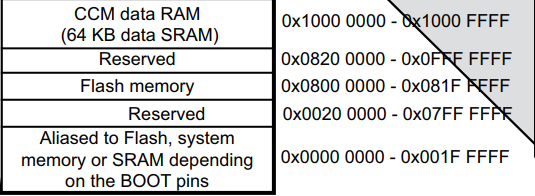 CCM data RAM
(64 KB data SRAM)
0x1000 0000 - 0x1000 FFFF
Reserved
0x0820 0000 - 0x0FFF FFFF
Flash memory
0x0800 0000 - 0x081F FFFF
Reserved
0x0020 0000 - 0x07FF FFFF
Aliased to Flash, system
memory or SRAM depending
on the BOOT pins
0x0000 0000 - 0x001F FFFF